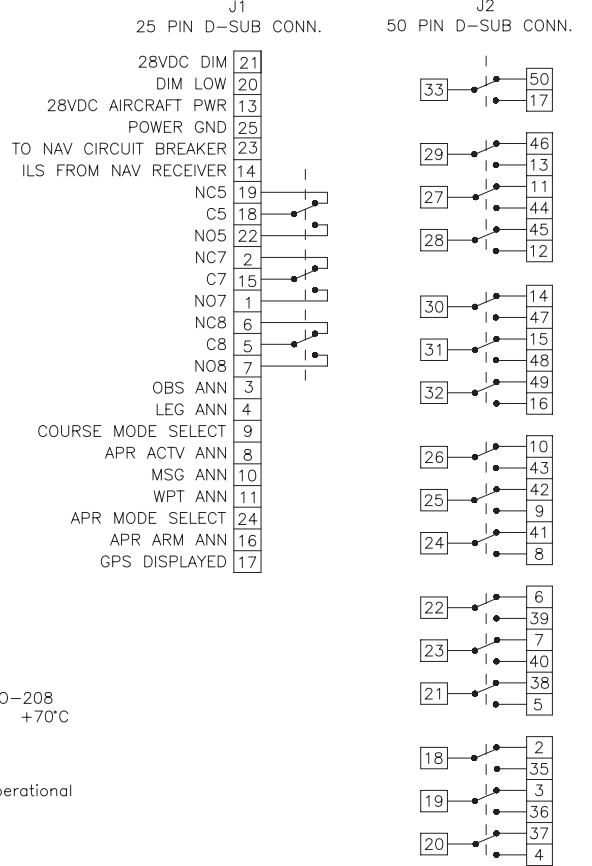 J1
25 PIN D-SUB CONN.
28VDC DIM 21
DIM LOW 20
28VDC AIRCRAFT PWR 13
POWER GND 25
TO NAV CIRCUIT BREAKER 23
ILS FROM NAV RECEIVER 14
NC5 19
C5 18
NO5 22
NC7 2
C7 15
NO7 1
NC8 6
C8 5
NO8 7
OBS ANN 3
LEG ANN 4
COURSE MODE SELECT 9
APR ACTV ANN 8
MSG ANN 10
WPT ANN 11
APR MODE SELECT 24
APR ARM ANN 16
GPS DISPLAYED 17
O-208
+70°C
perational
J2
50 PIN D-SUB CONN.
33 50
17
29 46
13
27 11
44
28 45
12
30 14
47
31 15
48
32 49
16
26 10
43
25 42
9
24 41
8
22 6
39
23 7
40
21 38
5
18 2
35
19 3
36
20 37
4